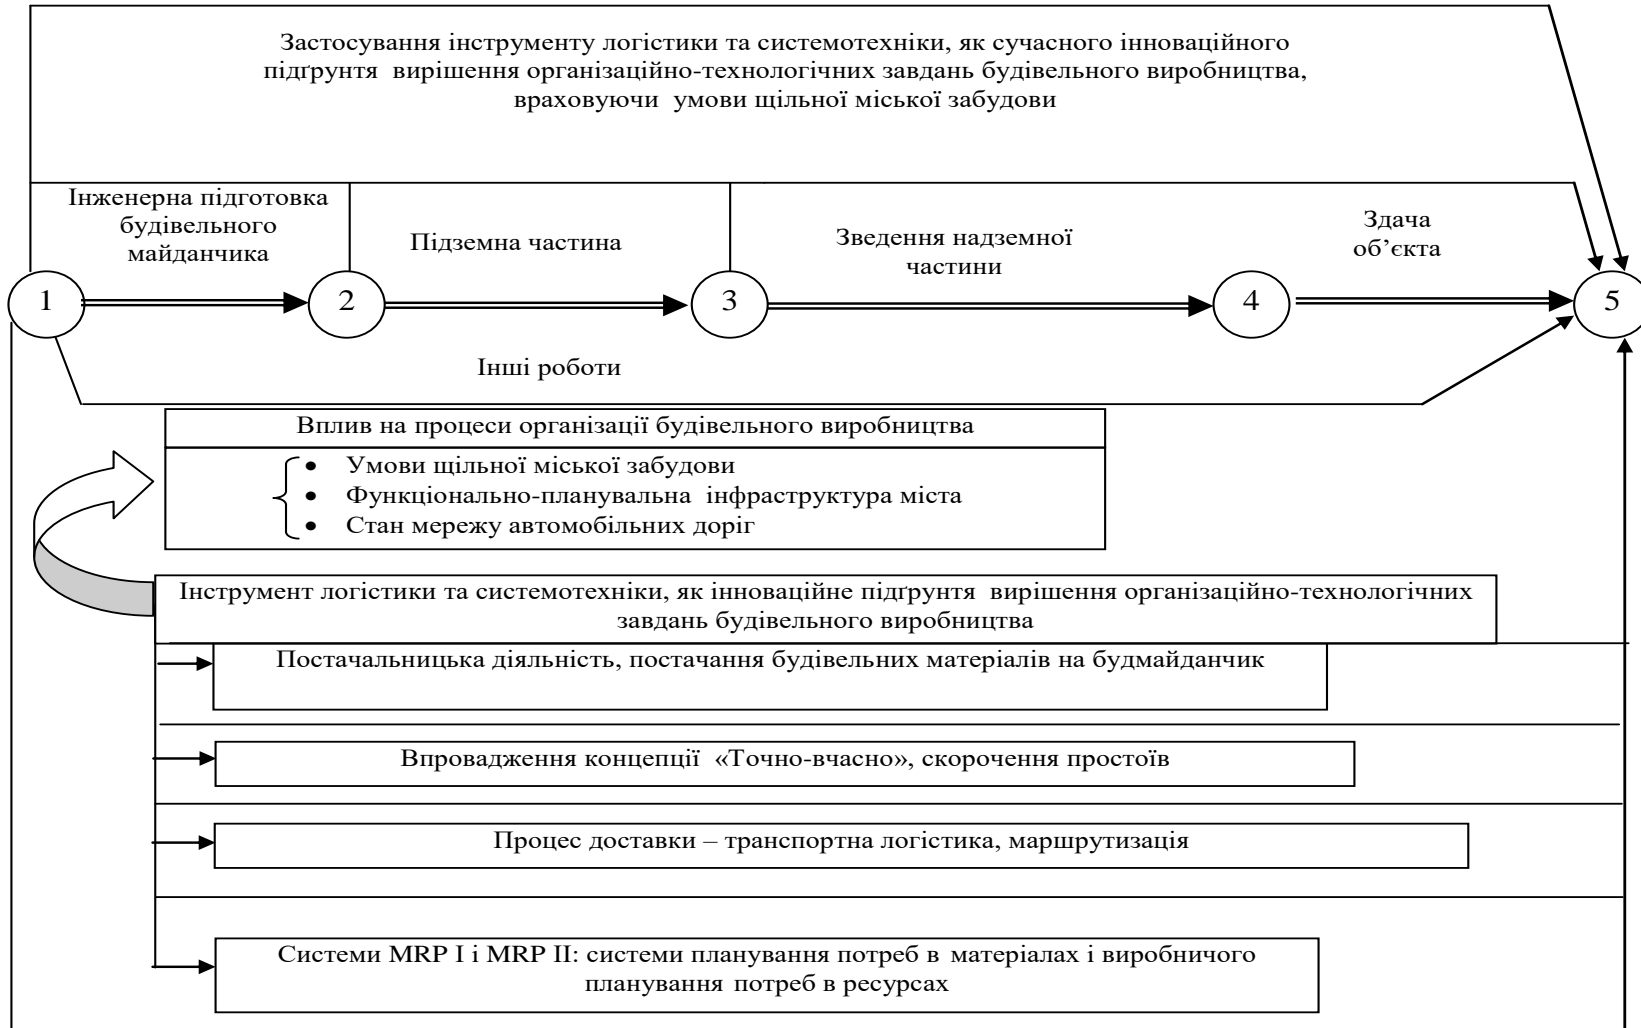 Застосування інструменту логістики та системотехніки, як сучасного інноваційного
підґрунтя вирішення організаційно-технологічних завдань будівельного виробництва,
враховуючи умови щільної міської забудови
Інженерна підготовка
будівельного
майданчика
Підземна частина
Зведення надземної
частини
Здача
об’єкта
1
2
3
4
5
Інші роботи
Вплив на процеси організації будівельного виробництва
• Умови щільної міської забудови
• Функціонально-планувальна інфраструктура міста
• Стан мережу автомобільних доріг
Інструмент логістики та системотехніки, як інноваційне підґрунтя вирішення організаційно-технологічних
завдань будівельного виробництва
Постачальницька діяльність, постачання будівельних матеріалів на будмайданчик
Впровадження концепції «Точно-вчасно», скорочення простоїв
Процес доставки – транспортна логістика, маршрутизація
Системи MRP I і MRP II: системи планування потреб в матеріалах і виробничого
планування потреб в ресурсах